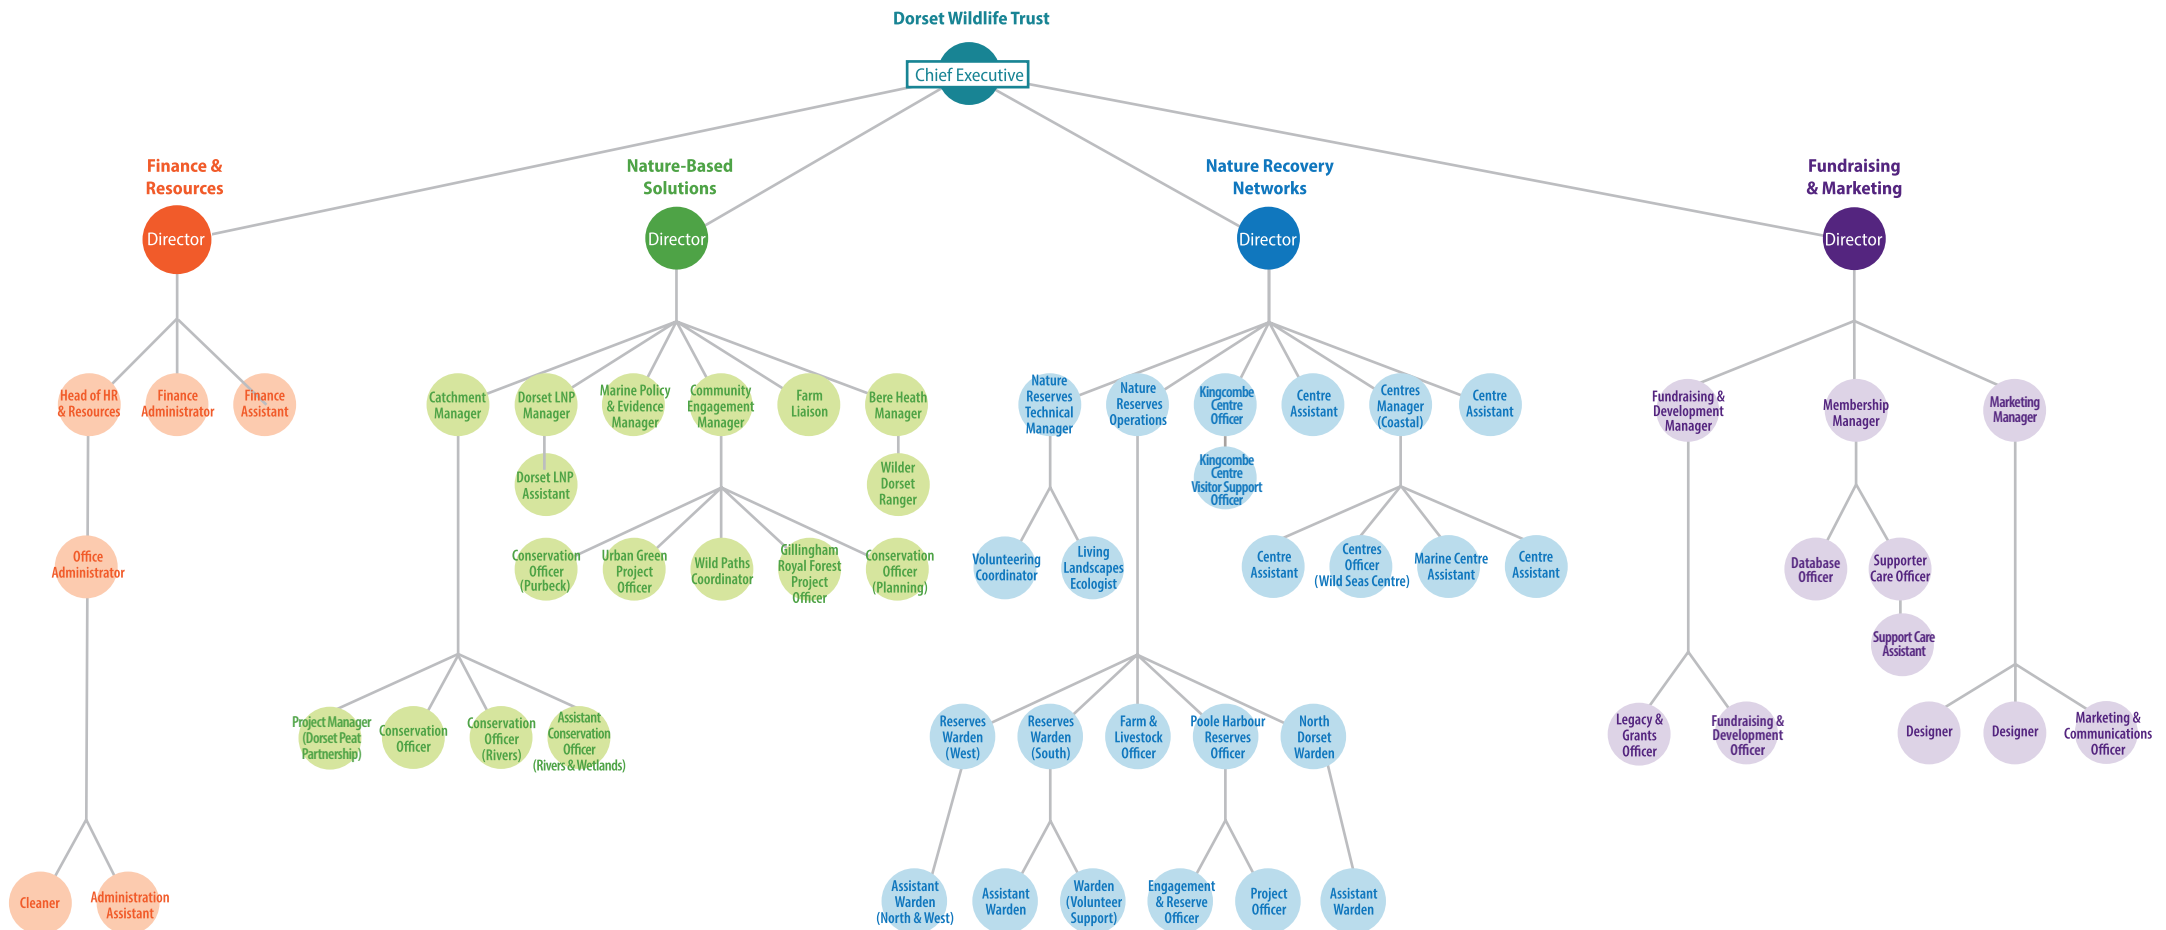 Dorset Wildlife Trust
Chief Executive
Finance &
Resources
Director
Nature-Based
Solutions
Director
Nature Recovery
Networks
Director
Fundraising
& Marketing
Director
Head of HR
& Resources
Finance
Administrator
Finance
Assistant
Office
Administrator
Cleaner
Administration
Assistant
Catchment
Manager
Dorset LNP
Manager
Marine Policy
& Evidence
Manager
Community
Engagement
Manager
Farm
Liaison
Bere Heath
Manager
Dorset LNP
Assistant
Wilder
Dorset
Ranger
Conservation
Officer
(Purbeck)
Urban Green
Project
Officer
Wild Paths
Coordinator
Gillingham
Royal Forest
Project
Officer
Conservation
Officer
(Planning)
Project Manager
(Dorset Peat
Partnership)
Conservation
Officer
Conservation
Officer
(Rivers)
Assistant
Conservation
Officer
(Rivers & Wetlands)
Nature
Reserves
Technical
Manager
Nature
Reserves
Operations
Kingcombe
Centre
Officer
Centre
Assistant
Centres
Manager
(Coastal)
Centre
Assistant
Kingcombe
Centre
Visitor Support
Officer
Volunteering
Coordinator
Living
Landscapes
Ecologist
Centre
Assistant
Centres
Officer
(Wild Seas Centre)
Marine Centre
Assistant
Centre
Assistant
Reserves
Warden
(West)
Reserves
Warden
(South)
Farm &
Livestock
Officer
Poole Harbour
Reserves
Officer
North
Dorset
Warden
Assistant
Warden
(North & West)
Assistant
Warden
Warden
(Volunteer
Support)
Engagement
& Reserve
Officer
Project
Officer
Assistant
Warden
Fundraising &
Development
Manager
Membership
Manager
Marketing
Manager
Database
Officer
Supporter
Care Officer
Support Care
Assistant
Legacy &
Grants
Officer
Fundraising &
Development
Officer
Designer
Designer
Marketing &
Communications
Officer